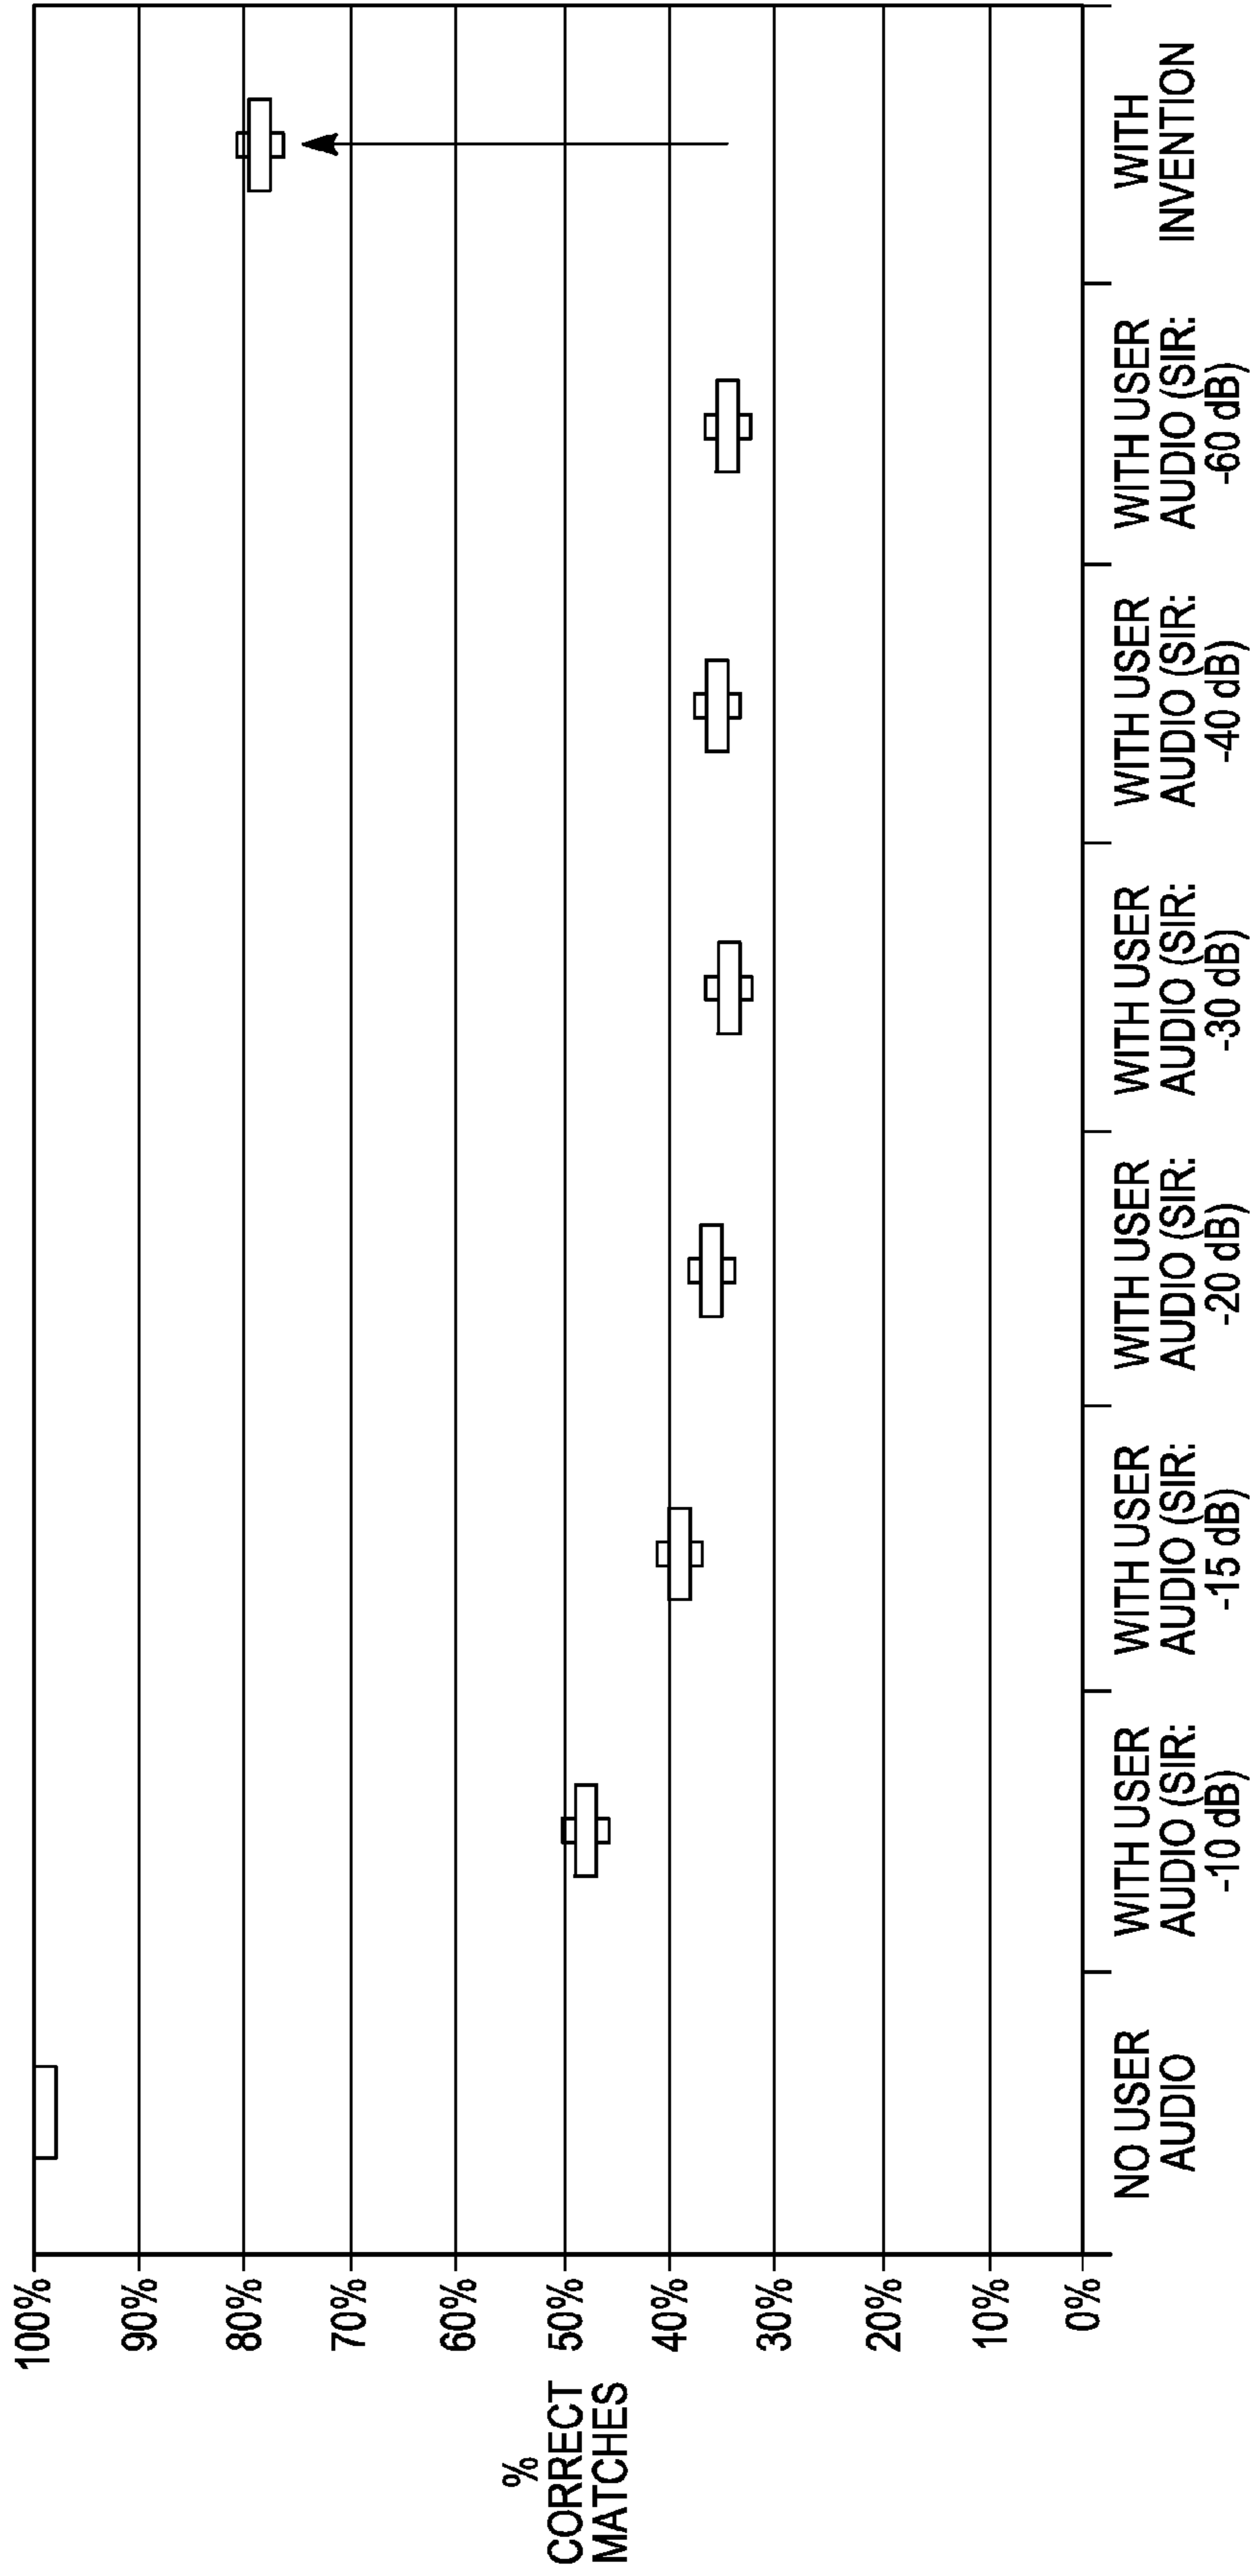 100%
90%
80%
70%
60%
50%
40%
30%
20%
10%
0%
%
CORRECT
MATCHES
NO USER
AUDIO
WITH USER
AUDIO (SIR:
-10 dB)
WITH USER
AUDIO (SIR:
-15 dB)
WITH USER
AUDIO (SIR:
-20 dB)
WITH USER
AUDIO (SIR:
-30 dB)
WITH USER
AUDIO (SIR:
-40 dB)
WITH USER
AUDIO (SIR:
-60 dB)
WITH
INVENTION